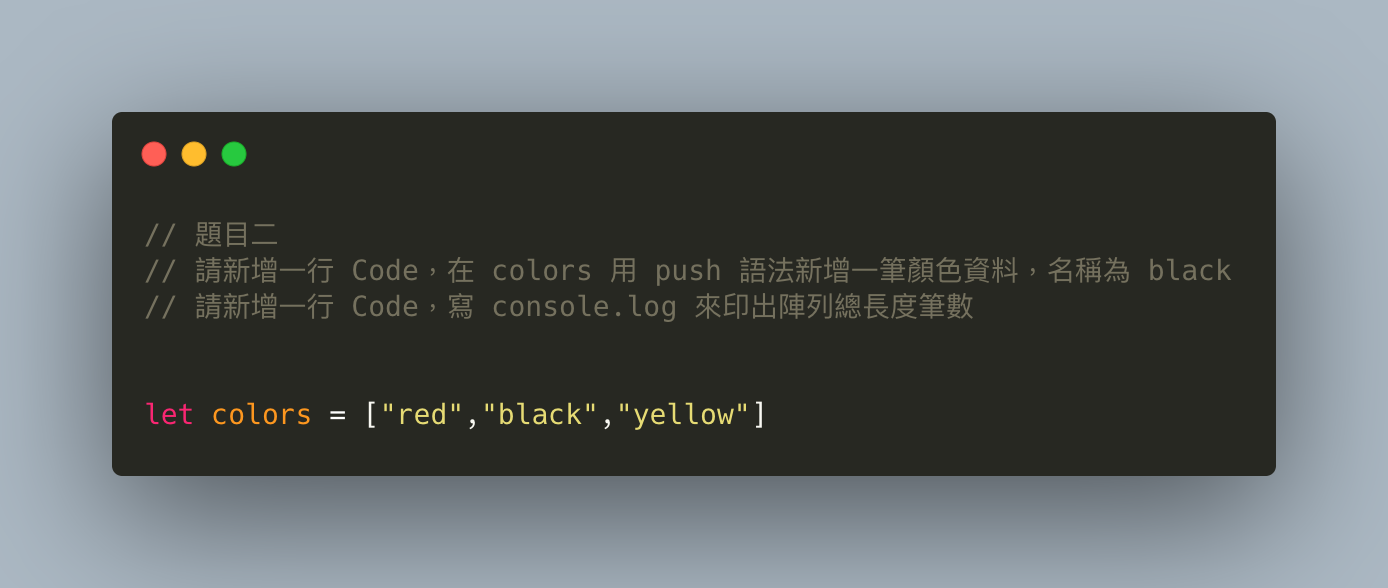 // 題目二
// 請新增一行 Code，在 colors 用 push 語法新增一筆顏色資料，名稱為 black
// 請新增一行 Code，寫 console.log 來印出陣列總長度筆數
let colors = ["red","black","yellow"]